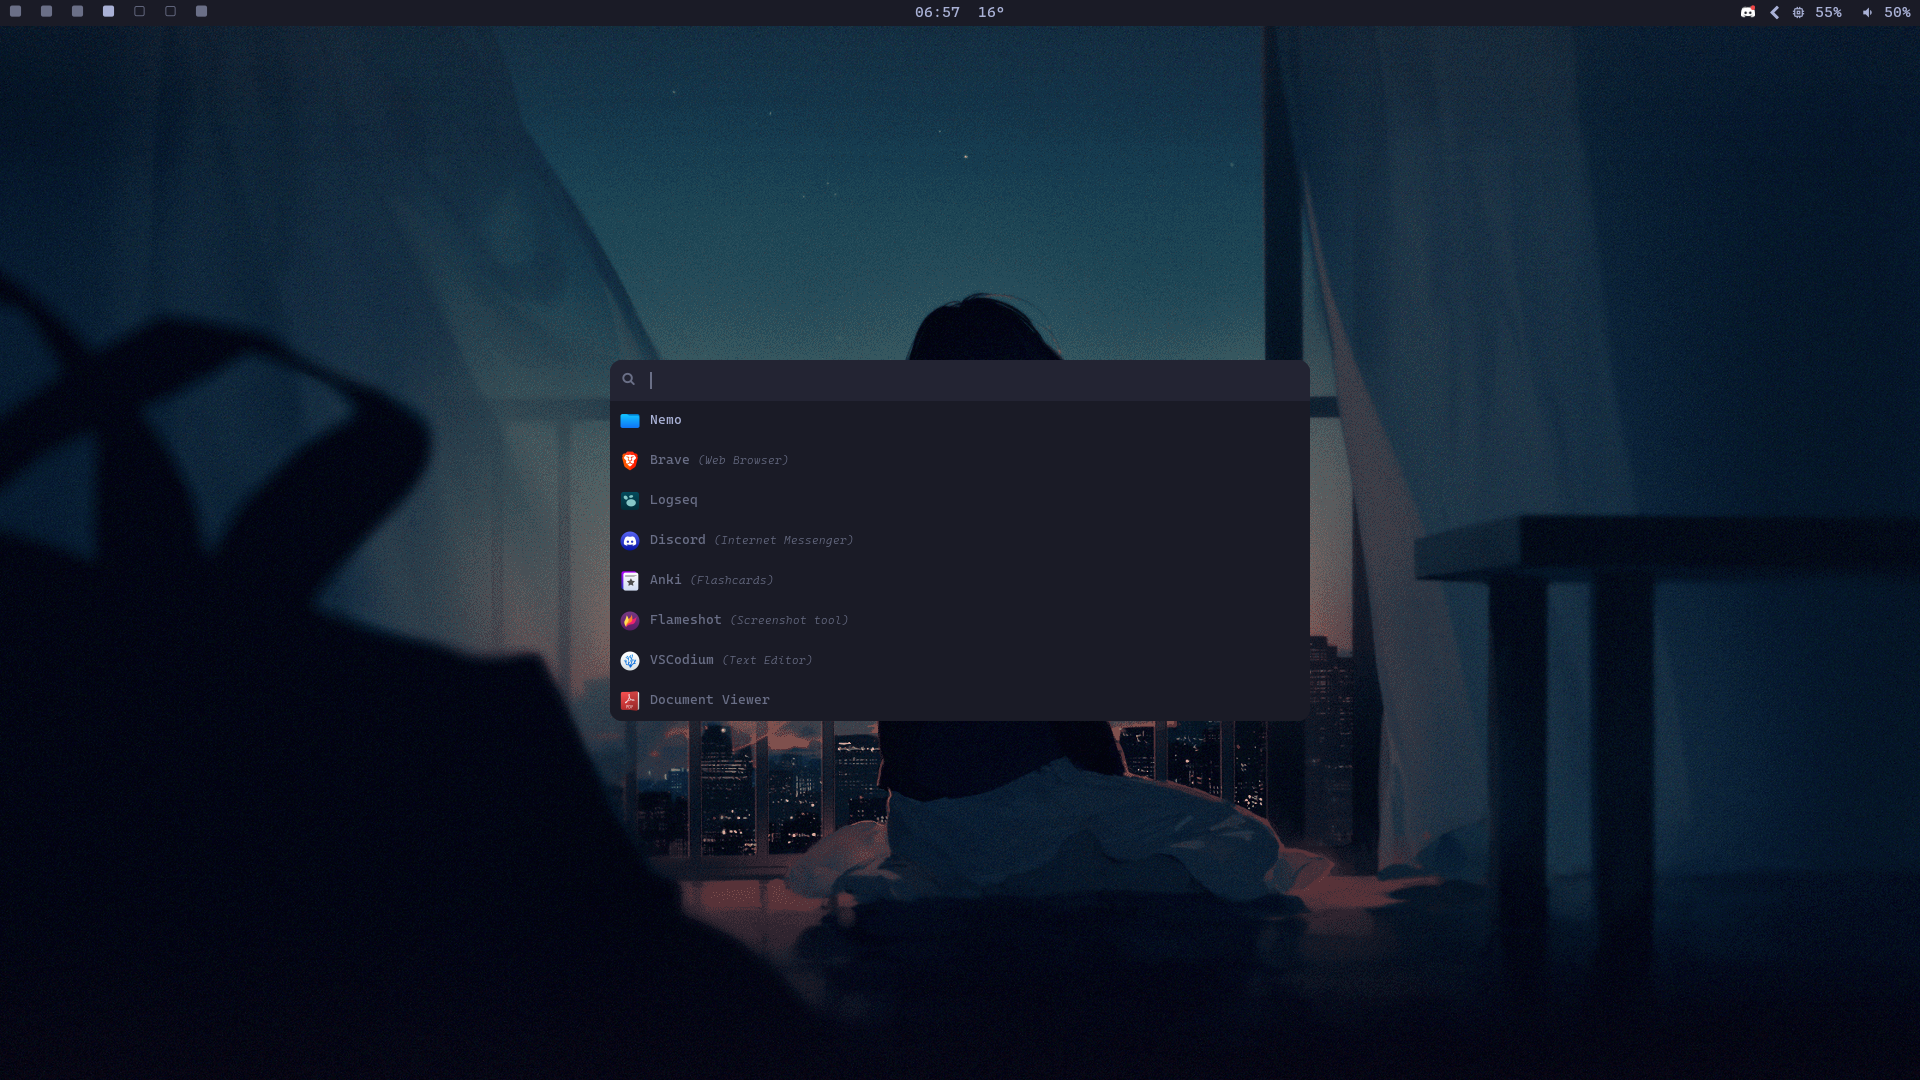 06:57 16°
55% 50%
Nemo
Brave (Web Browser)
Logseq
Discord (Internet Messenger)
Anki (Flashcards)
Flameshot (Screenshot tool)
VSCodium (Text Editor)
Document Viewer